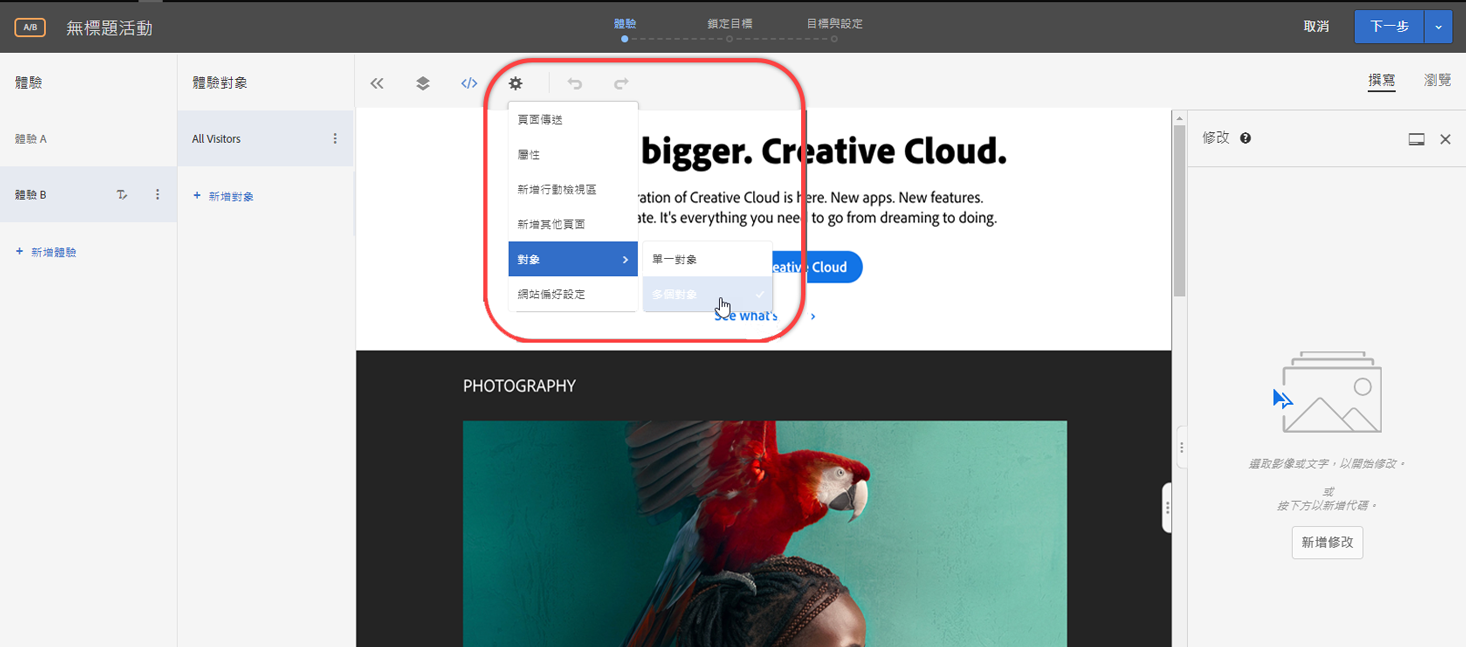 A/B
無標題活動
體驗
鎖定目標
目標與設定
取消
下一步
體驗
體驗對象
撰寫
瀏覽
體驗 A
體驗 B
+ 新增體驗
All Visitors
+ 新增對象
頁面傳送
屬性
新增行動檢視區
新增其他頁面
對象
網站偏好設定
單一對象
多個對象
bigger. Creative Cloud.
ration of Creative Cloud is here. New apps. New features.
ate. It's everything you need to go from dreaming to doing.
eative Cloud
See what's
PHOTOGRAPHY
修改
選取影像或文字，以開始修改。
或
按下方以新增代碼。
新增修改